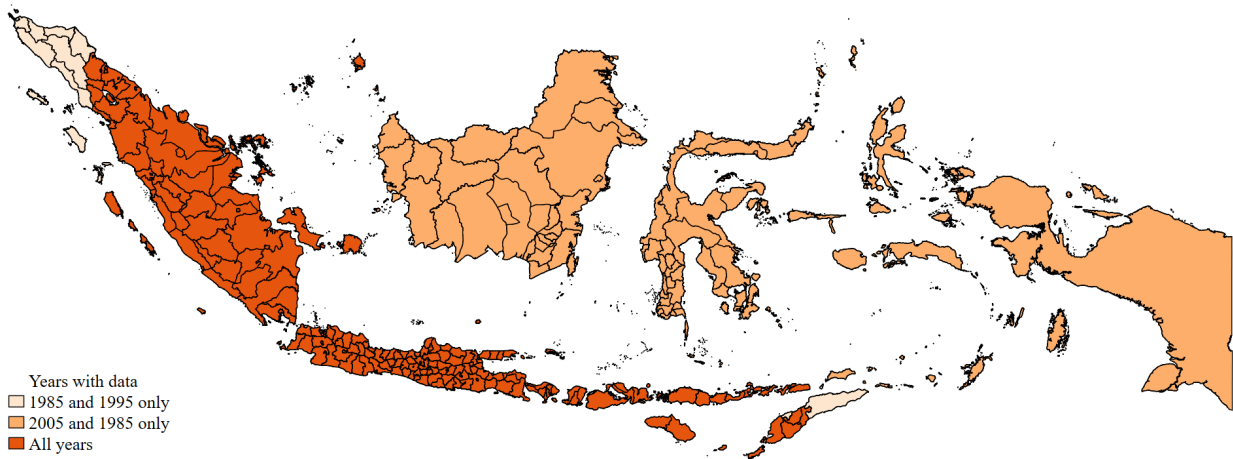 Years with data
1985 and 1995 only
2005 and 1985 only
All years